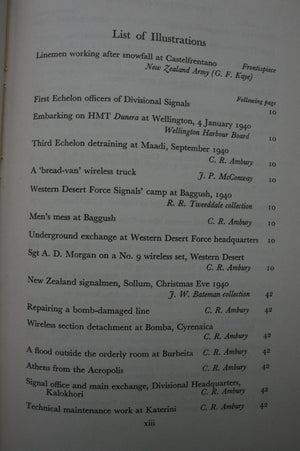 List of Illustrations
Linemen working after snowfall at Castelfrentano Frontispiece
New Zealand Army (G. F. Kaye)
Following page
First Echelon officers of Divisional Signals 10
Embarking on HMT Dunera at Wellington, 4 January 1940 10
Wellington Harbour Board
Third Echelon detraining at Maadi, September 1940 10
C. R. Ambury
A 'bread-van' wireless truck J. P. McConway 10
Western Desert Force Signals' camp at Baggush, 1940 10
R. R. Tweeddale collection
Men's mess at Baggush C. R. Ambury 10
Underground exchange at Western Desert Force headquarters 10
Sgt A. D. Morgan on a No. 9 wireless set, Western Desert 10
C. R. Ambury
New Zealand signalmen, Sollum, Christmas Eve 1940
J. W. Bateman collection 42
Repairing a bomb-damaged line C. R. Ambury 42
Wireless section detachment at Bomba, Cyrenaica
C. R. Ambury 42
A flood outside the orderly room at Burbeita C. R. Ambury 42
Athens from the Acropolis C. R. Ambury 42
Signal office and main exchange, Divisional Headquarters,
Kalokhori C. R. Ambury 42
Technical maintenance work at Katerini C. R. Ambury 42
xiii